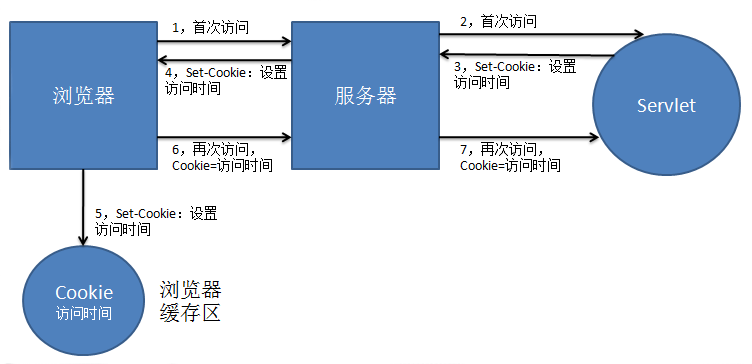 1，首次访问
2，首次访问
4，Set-Cookie：设置
访问时间
3，Set-Cookie：设置
访问时间
浏览器
服务器
Servlet
6，再次访问，
Cookie=访问时间
7，再次访问，
Cookie=访问时间
5，Set-Cookie：设置
访问时间
Cookie
访问时间
浏览器
缓存区